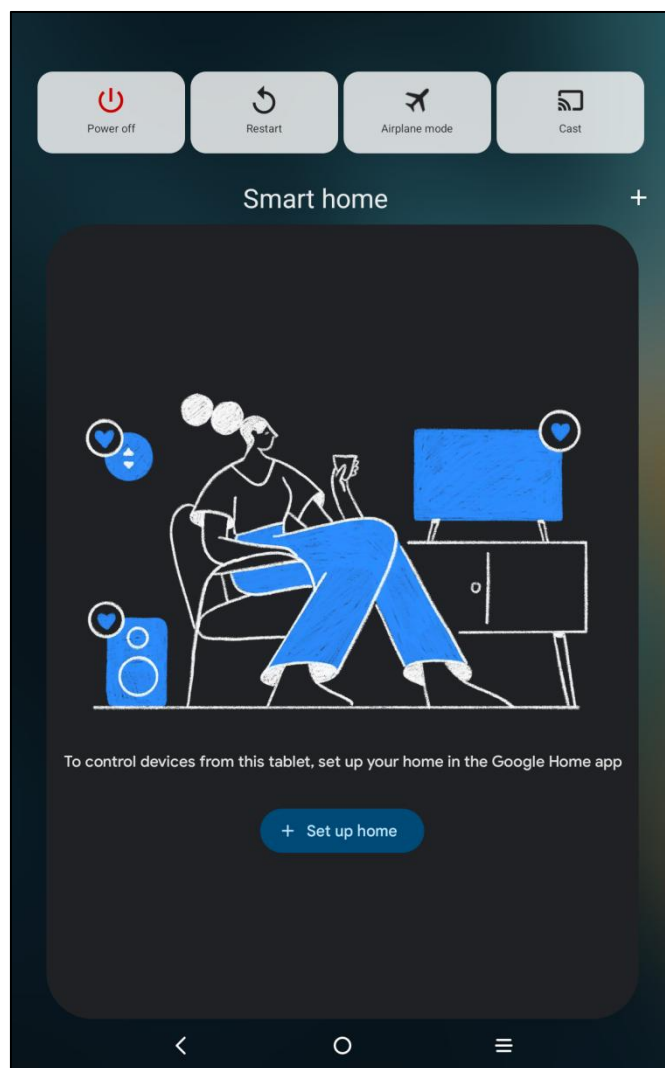 Power off
Restart
Airplane mode
Cast
Smart home
To control devices from this tablet, set up your home in the Google Home app
+ Set up home